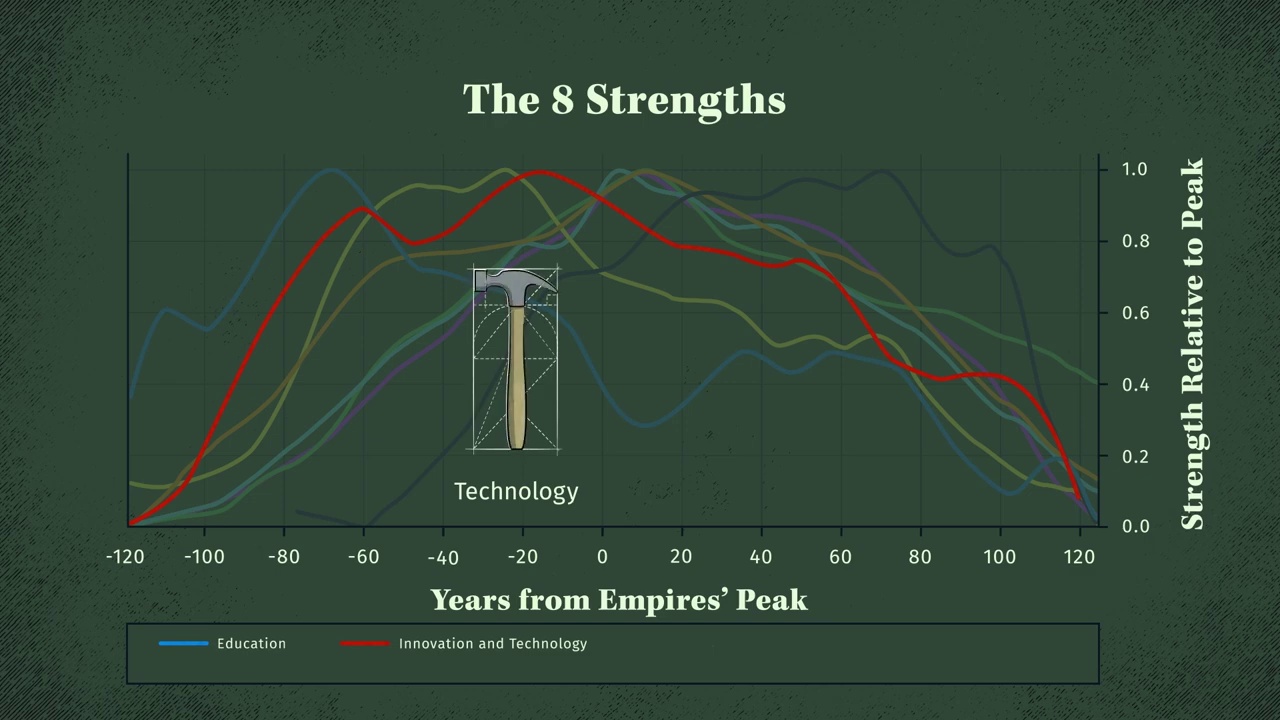 The 8 Strengths
1.0
0.8
0.6
0.4
0.2
0.0
Strength Relative to Peak
Technology
-120 -100 -80 -60 -40 -20 0 20 40 60 80 100 120
Years from Empires’ Peak
Education Innovation and Technology